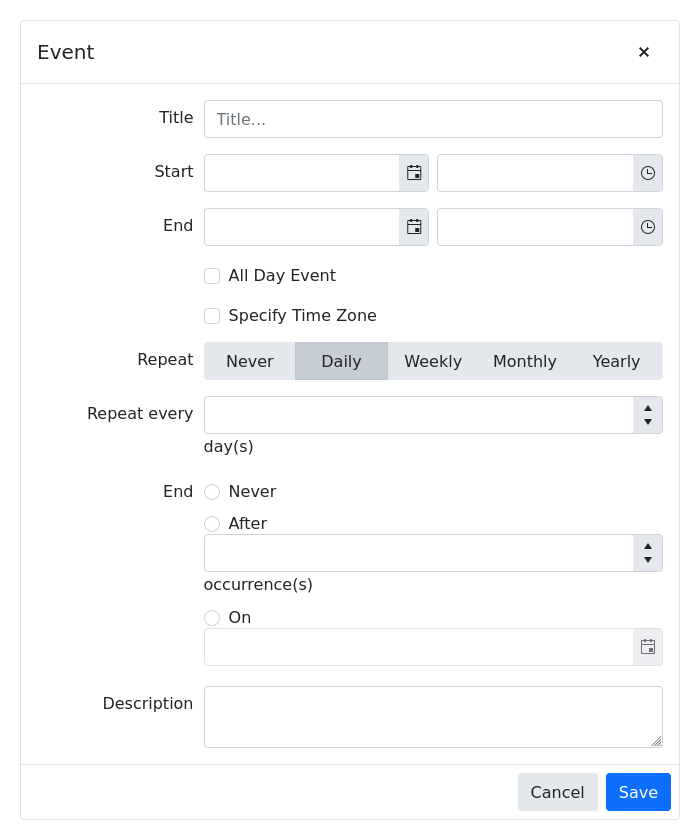 Event
Title
Title...
Start
End
All Day Event
Specify Time Zone
Repeat Never Daily Weekly Monthly Yearly
Repeat every
day(s)
End Never
After
occurrence(s)
On
Description
Cancel Save